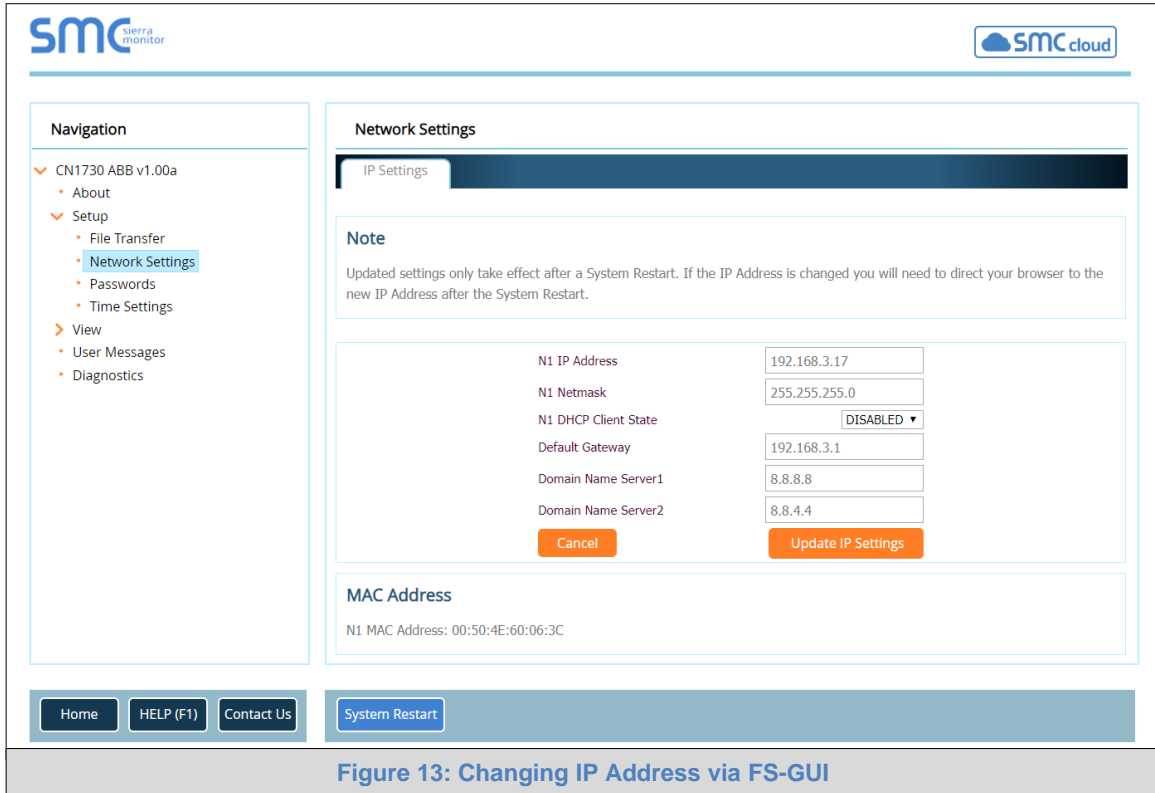 SMC sierra monitor
SMC cloud
Navigation
CN1730 ABB v1.00a
About
Setup
File Transfer
Network Settings
Passwords
Time Settings
View
User Messages
Diagnostics
Network Settings
IP Settings
Note
Updated settings only take effect after a System Restart. If the IP Address is changed you will need to direct your browser to the
new IP Address after the System Restart.
N1 IP Address 192.168.3.17
N1 Netmask 255.255.255.0
N1 DHCP Client State DISABLED
Default Gateway 192.168.3.1
Domain Name Server1 8.8.8.8
Domain Name Server2 8.8.4.4
Cancel Update IP Settings
MAC Address
N1 MAC Address: 00:50:4E:60:06:3C
Home HELP (F1) Contact Us System Restart
Figure 13: Changing IP Address via FS-GUI